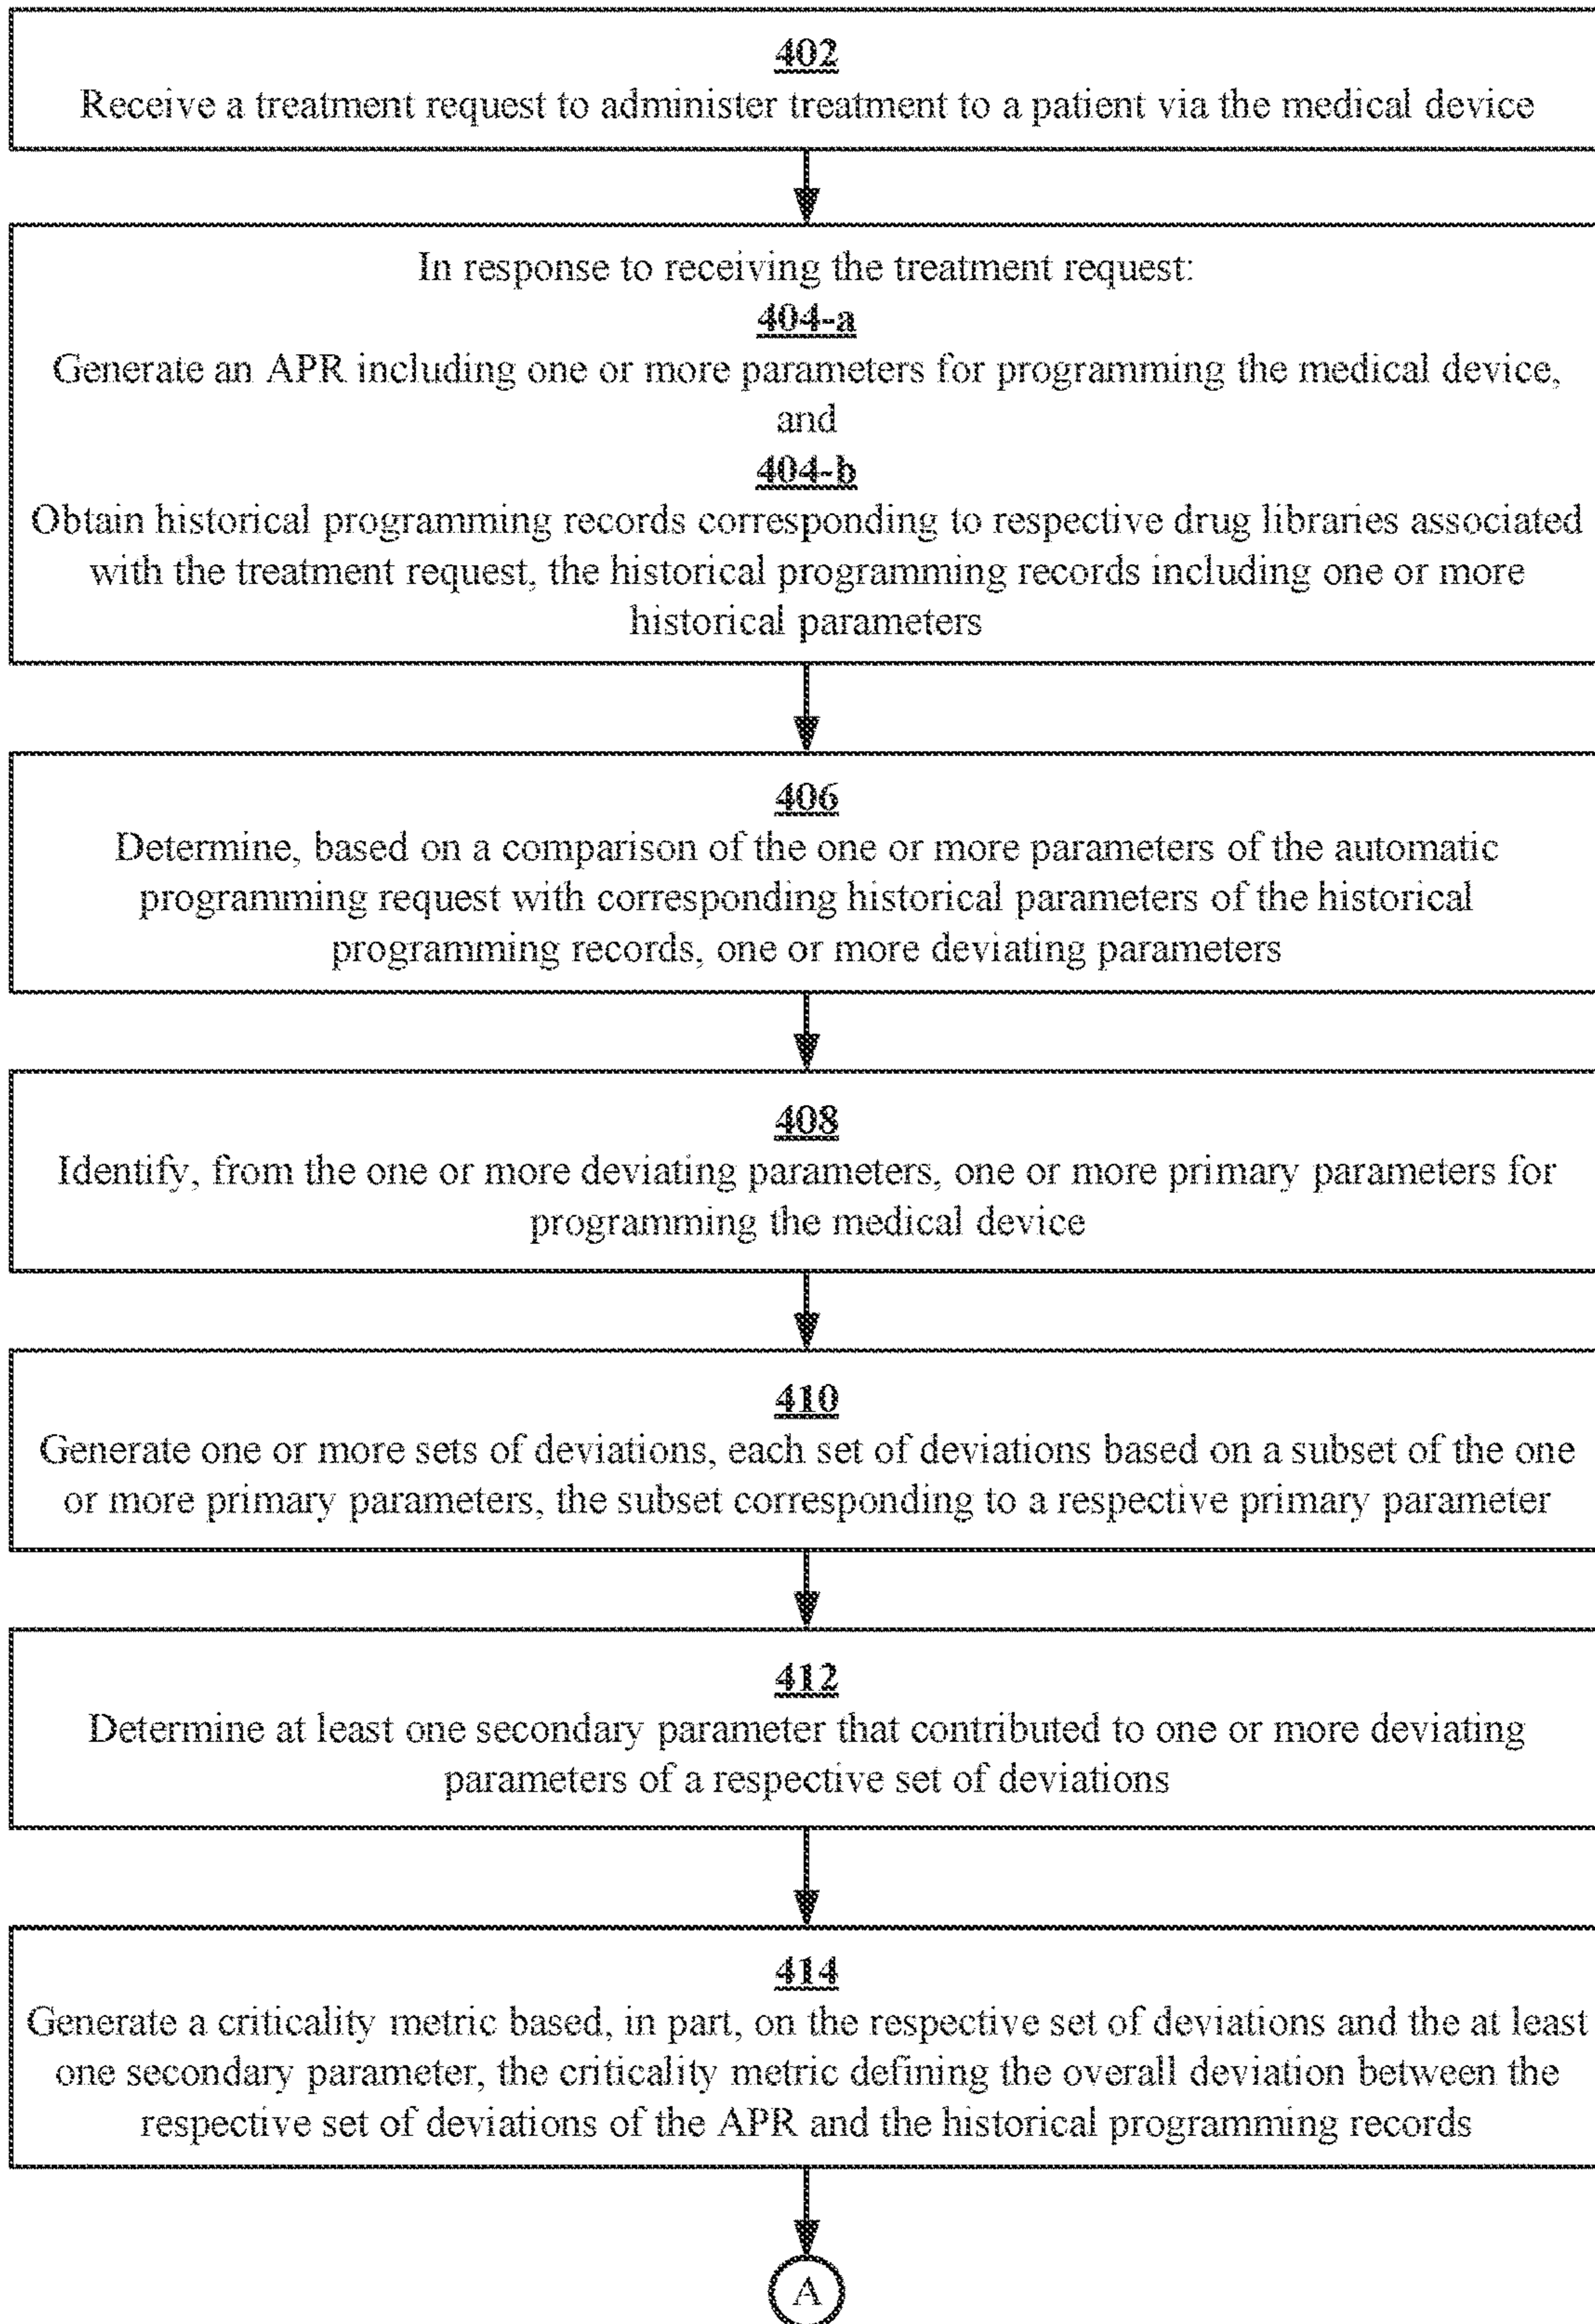 402
Receive a treatment request to administer treatment to a patient via the medical device
In response to receiving the treatment request:
404-a
Generate an APR including one or more parameters for programming the medical device,
and
404-b
Obtain historical programming records corresponding to respective drug libraries associated
with the treatment request, the historical programming records including one or more
historical parameters
406
Determine, based on a comparison of the one or more parameters of the automatic
programming request with corresponding historical parameters of the historical
programming records, one or more deviating parameters
408
Identify, from the one or more deviating parameters, one or more primary parameters for
programming the medical device
410
Generate one or more sets of deviations, each set of deviations based on a subset of the one
or more primary parameters, the subset corresponding to a respective primary parameter
412
Determine at least one secondary parameter that contributed to one or more deviating
parameters of a respective set of deviations
414
Generate a criticality metric based, in part, on the respective set of deviations and the at least
one secondary parameter, the criticality metric defining the overall deviation between the
respective set of deviations of the APR and the historical programming records
A